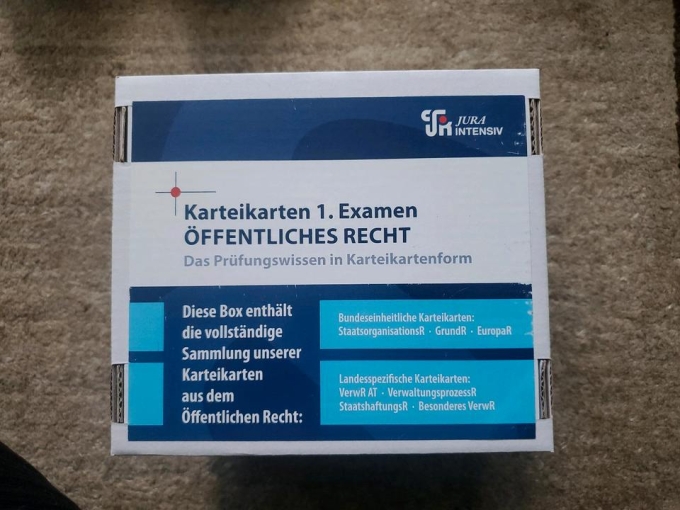 JURA
INTENSIV
Karteikarten 1. Examen
ÖFFENTLICHES RECHT
Das Prüfungswissen in Karteikartenform
Diese Box enthält
die vollständige
Sammlung unserer
Karteikarten
aus dem
Öffentlichen Recht:
Bundeseinheitliche Karteikarten:
StaatsorganisationsR · GrundR · EuropaR
Landesspezifische Karteikarten:
VerwR AT · VerwaltungsprozessR
StaatshaftungsR · Besonderes VerwR